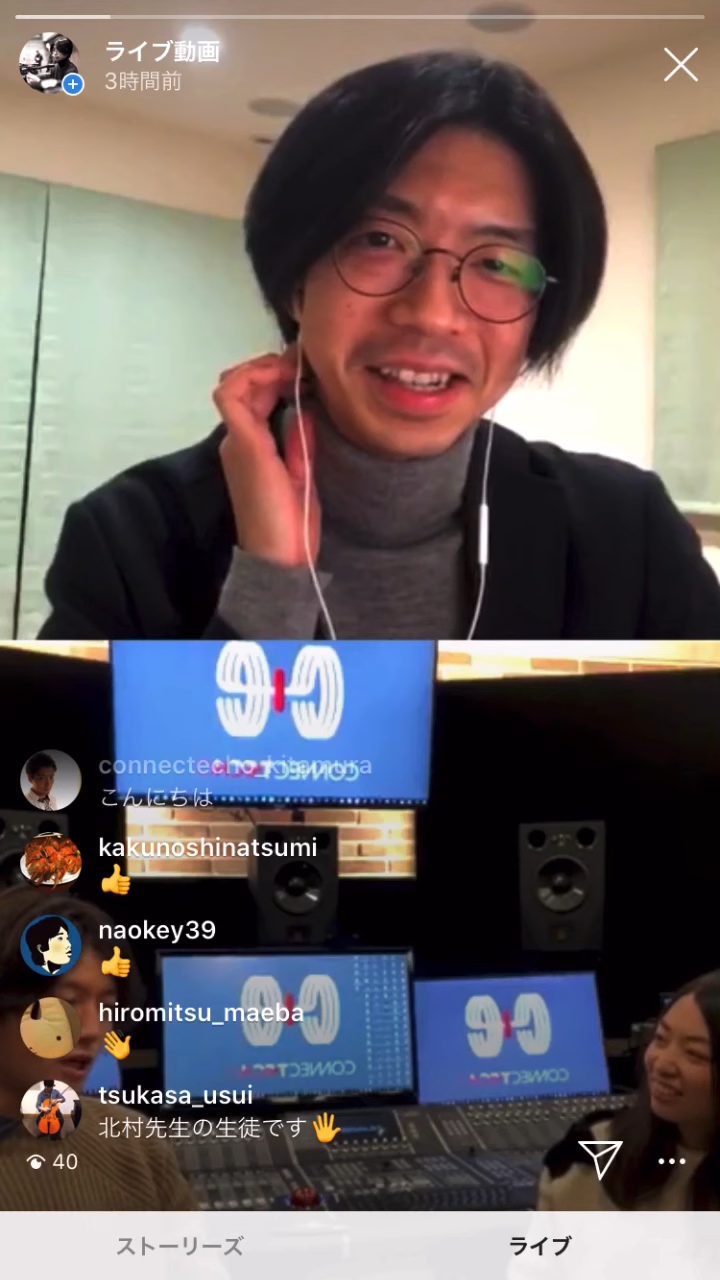 ライブ動画
3時間前
connectecho_kitamura
こんにちは
kakunoshinatsumi
👍
naokey39
👍
hiromitsu_maeba
👋
tsukasa_usui
北村先生の生徒です🖐
40
ストーリーズ
ライブ